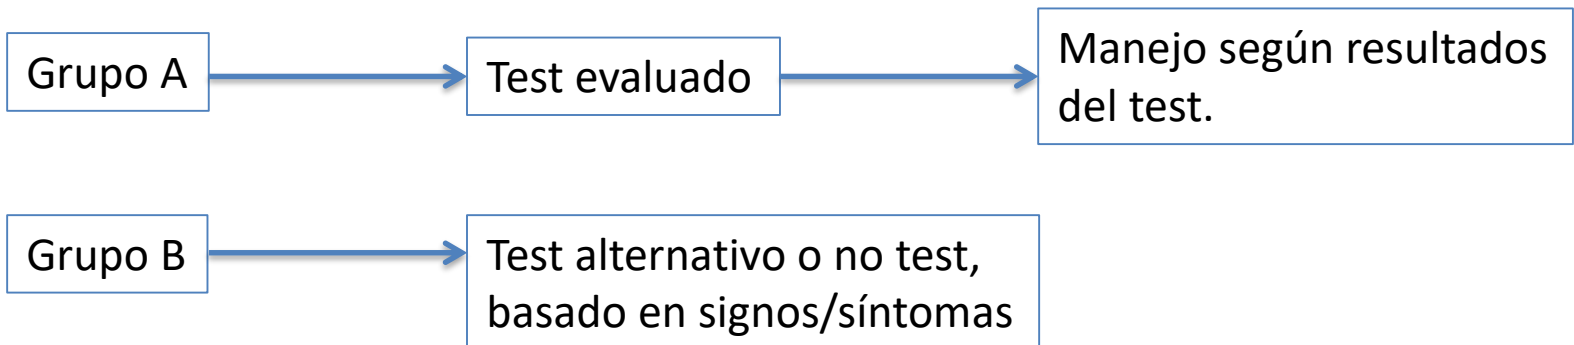 Grupo A
Test evaluado
Manejo según resultados
del test.
Grupo B
Test alternativo o no test,
basado en signos/síntomas